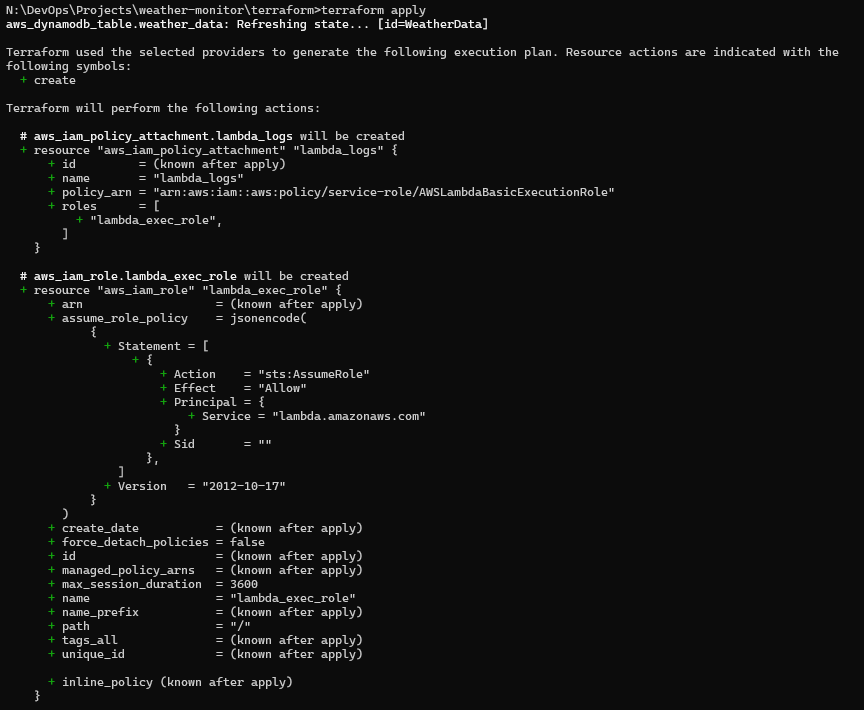 N:\DevOps\Projects\weather-monitor\terraform>terraform apply
aws_dynamodb_table.weather_data: Refreshing state... [id=WeatherData]

Terraform used the selected providers to generate the following execution plan. Resource actions are indicated with the
following symbols:
  + create

Terraform will perform the following actions:

  # aws_iam_policy_attachment.lambda_logs will be created
  + resource "aws_iam_policy_attachment" "lambda_logs" {
      + id         = (known after apply)
      + name       = "lambda_logs"
      + policy_arn = "arn:aws:iam::aws:policy/service-role/AWSLambdaBasicExecutionRole"
      + roles      = [
          + "lambda_exec_role",
        ]
    }

  # aws_iam_role.lambda_exec_role will be created
  + resource "aws_iam_role" "lambda_exec_role" {
      + arn                   = (known after apply)
      + assume_role_policy    = jsonencode(
            {
              + Statement = [
                  + {
                      + Action    = "sts:AssumeRole"
                      + Effect    = "Allow"
                      + Principal = {
                          + Service = "lambda.amazonaws.com"
                        }
                      + Sid       = ""
                    },
                ]
              + Version   = "2012-10-17"
            }
        )
      + create_date           = (known after apply)
      + force_detach_policies = false
      + id                    = (known after apply)
      + managed_policy_arns   = (known after apply)
      + max_session_duration  = 3600
      + name                  = "lambda_exec_role"
      + name_prefix           = (known after apply)
      + path                  = "/"
      + tags_all              = (known after apply)
      + unique_id             = (known after apply)

      + inline_policy (known after apply)
    }